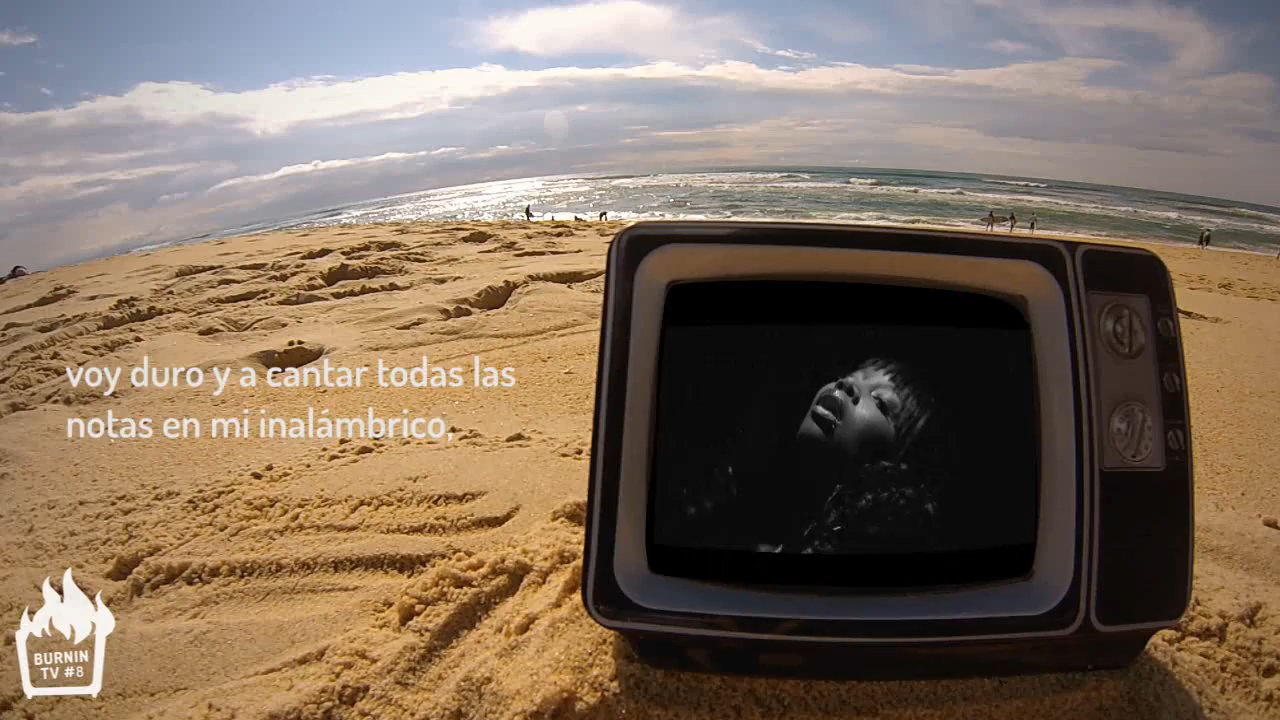 voy duro y a cantar todas las
notas en mi inalámbrico,
BURNIN
TV #8